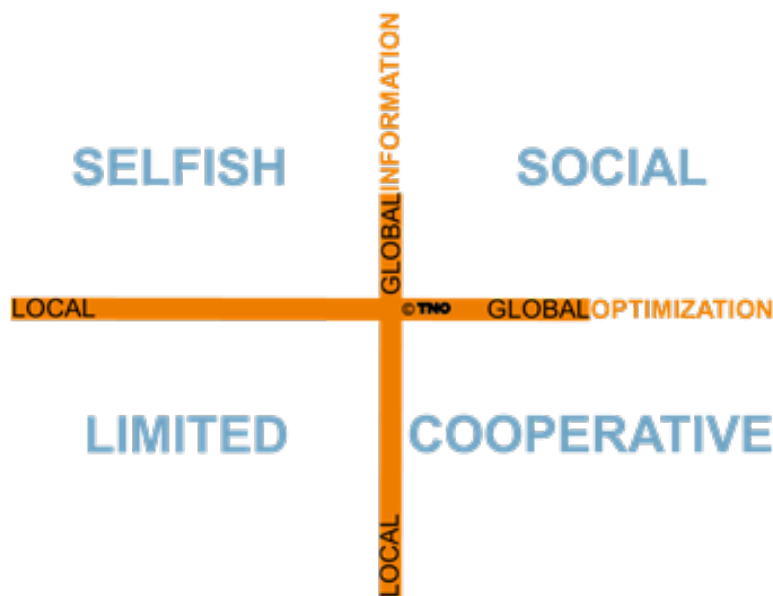 GLOBAL INFORMATION
SELFISH
SOCIAL
LOCAL
© TNO
GLOBAL OPTIMIZATION
LIMITED
COOPERATIVE
LOCAL